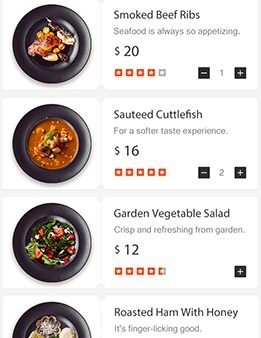 Smoked Beef Ribs
Seafood is always so appetizing.
$ 20
1
Sauteed Cuttlefish
For a softer taste experience.
$ 16
2
Garden Vegetable Salad
Crisp and refreshing from garden.
$ 12
Roasted Ham With Honey
It's finger-licking good.